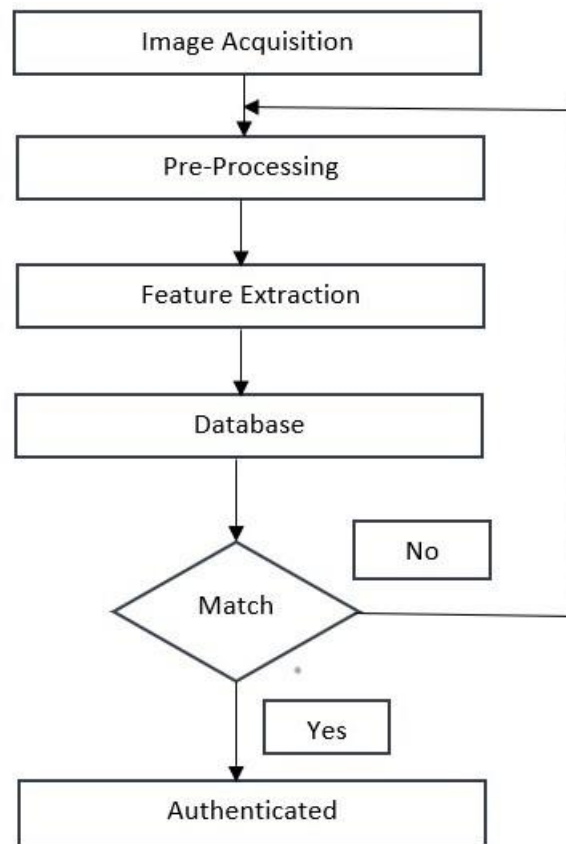 Image Acquisition
Pre-Processing
Feature Extraction
Database
No
Match
Yes
Authenticated